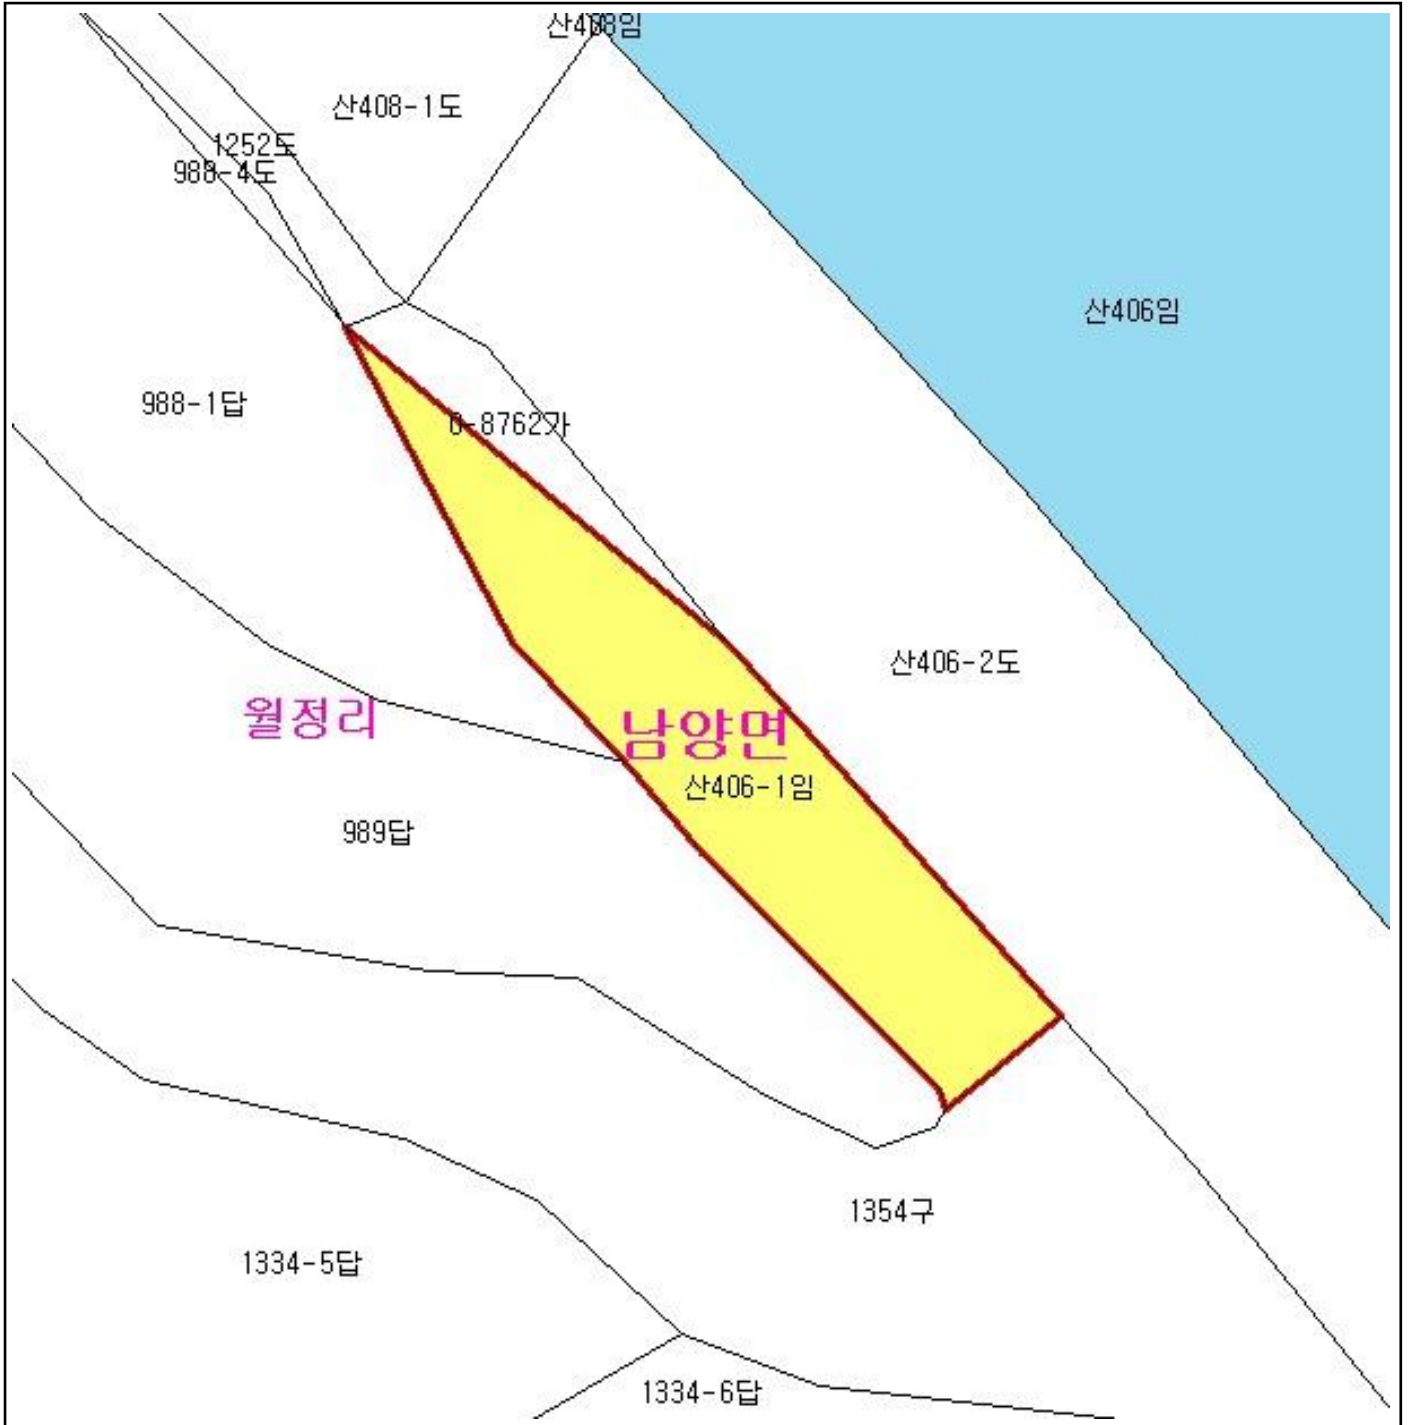 산408임
산408-1도
1252도
988-4도
산406임
988-1답
0-8762가
산406-2도
월정리
남양면
산406-1임
989답
1354구
1334-5답
1334-6답